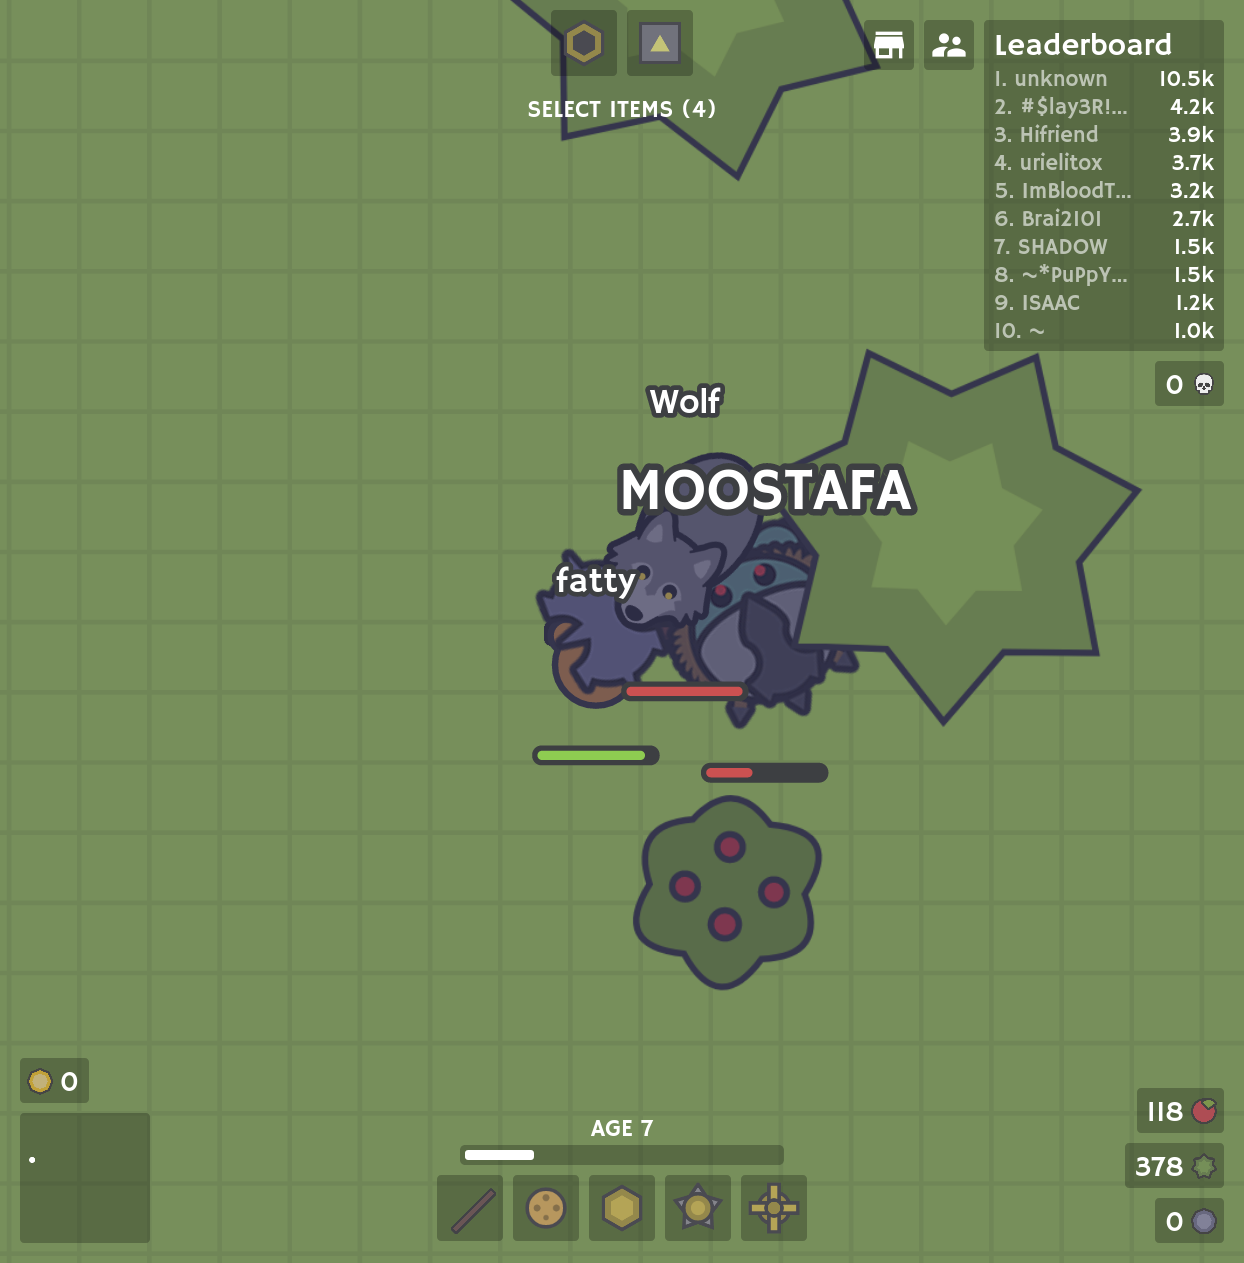 SELECT ITEMS (4)
Leaderboard
1. unknown 10.5k
2. #$lay3R!... 4.2k
3. Hifriend 3.9k
4. urielitox 3.7k
5. ImBloodT... 3.2k
6. Brai2101 2.7k
7. SHADOW 1.5k
8. ~*PuPpY... 1.5k
9. ISAAC 1.2k
10. ~ 1.0k
0
Wolf
MOOSTAFA
fatty
0
AGE 7
118
378
0